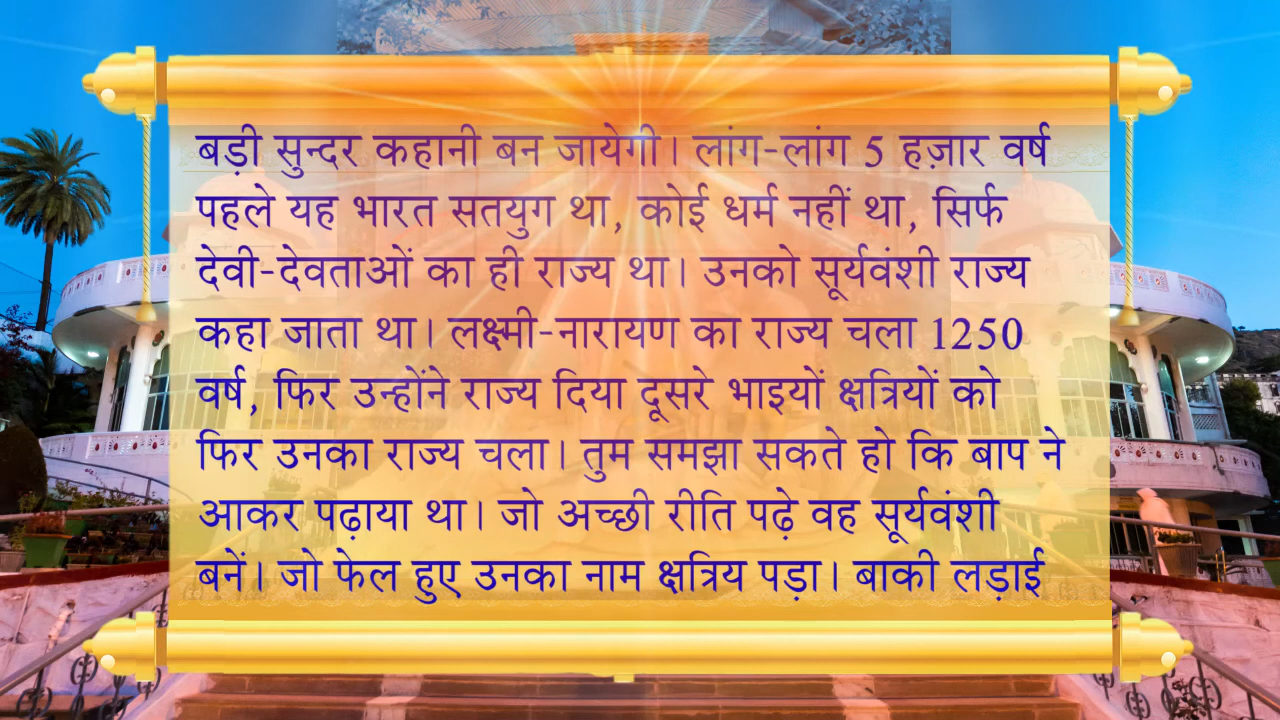 बड़ी सुन्दर कहानी बन जायेगी। लांग-लांग 5 हज़ार वर्ष
पहले यह भारत सतयुग था, कोई धर्म नहीं था, सिर्फ
देवी-देवताओं का ही राज्य था। उनको सूर्यवंशी राज्य
कहा जाता था। लक्ष्मी-नारायण का राज्य चला 1250
वर्ष, फिर उन्होंने राज्य दिया दूसरे भाइयों क्षत्रियों को
फिर उनका राज्य चला। तुम समझा सकते हो कि बाप ने
आकर पढ़ाया था। जो अच्छी रीति पढ़े वह सूर्यवंशी
बनें। जो फेल हुए उनका नाम क्षत्रिय पड़ा। बाकी लड़ाई